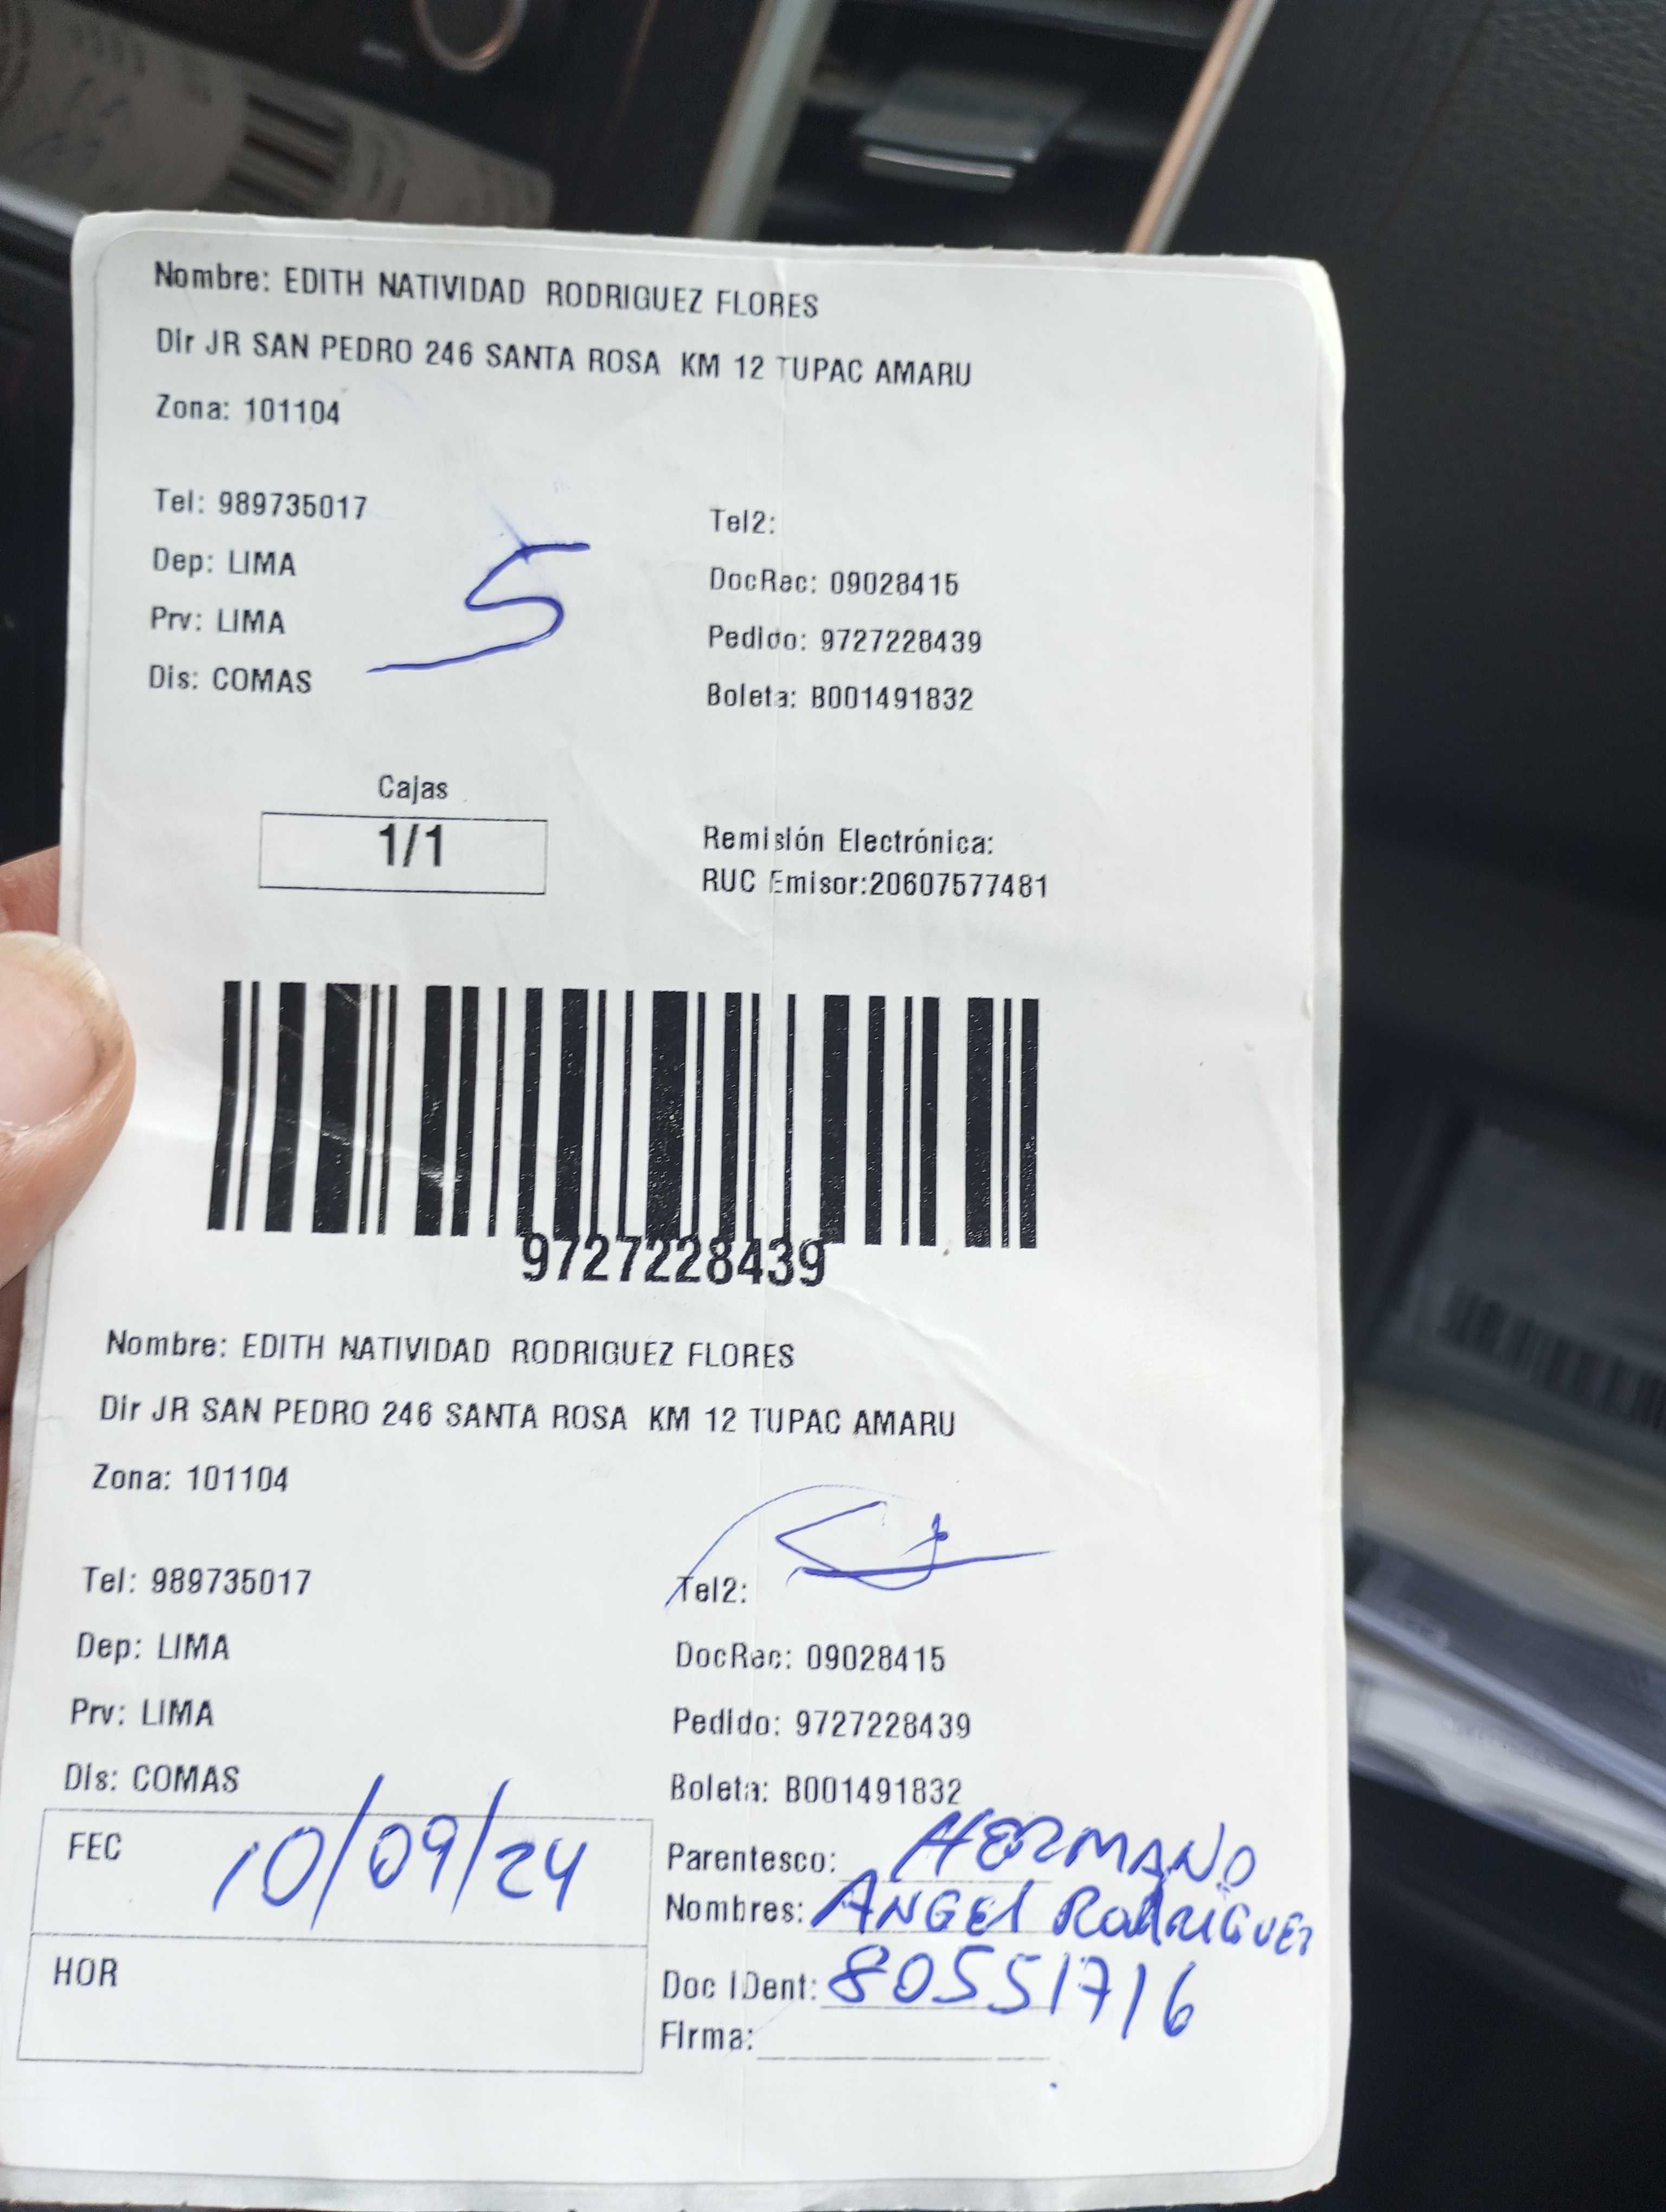 Nombre: EDITH NATIVIDAD RODRIGUEZ FLORES
Dir JR SAN PEDRO 246 SANTA ROSA KM 12 TUPAC AMARU
Zona: 101104
Tel: 989735017
Tel2:
Dep: LIMA
DocRec: 09028415
Prv: LIMA
Pedido: 9727228439
Dis: COMAS
Boleta: B001491832
5
Cajas
1/1
Remisión Electrónica:
RUC Emisor:20607577481
9727228439
Nombre: EDITH NATIVIDAD RODRIGUEZ FLORES
Dir JR SAN PEDRO 246 SANTA ROSA KM 12 TUPAC AMARU
Zona: 101104
Tel: 989735017
Tel2:
Dep: LIMA
DocRec: 09028415
Prv: LIMA
Pedido: 9727228439
Dis: COMAS
Boleta: B001491832
FEC 10/09/24
HOR
Parentesco: HERMANO
Nombres: ANGEl RodRIGUEZ
Doc IDent: 80551716
Firma: